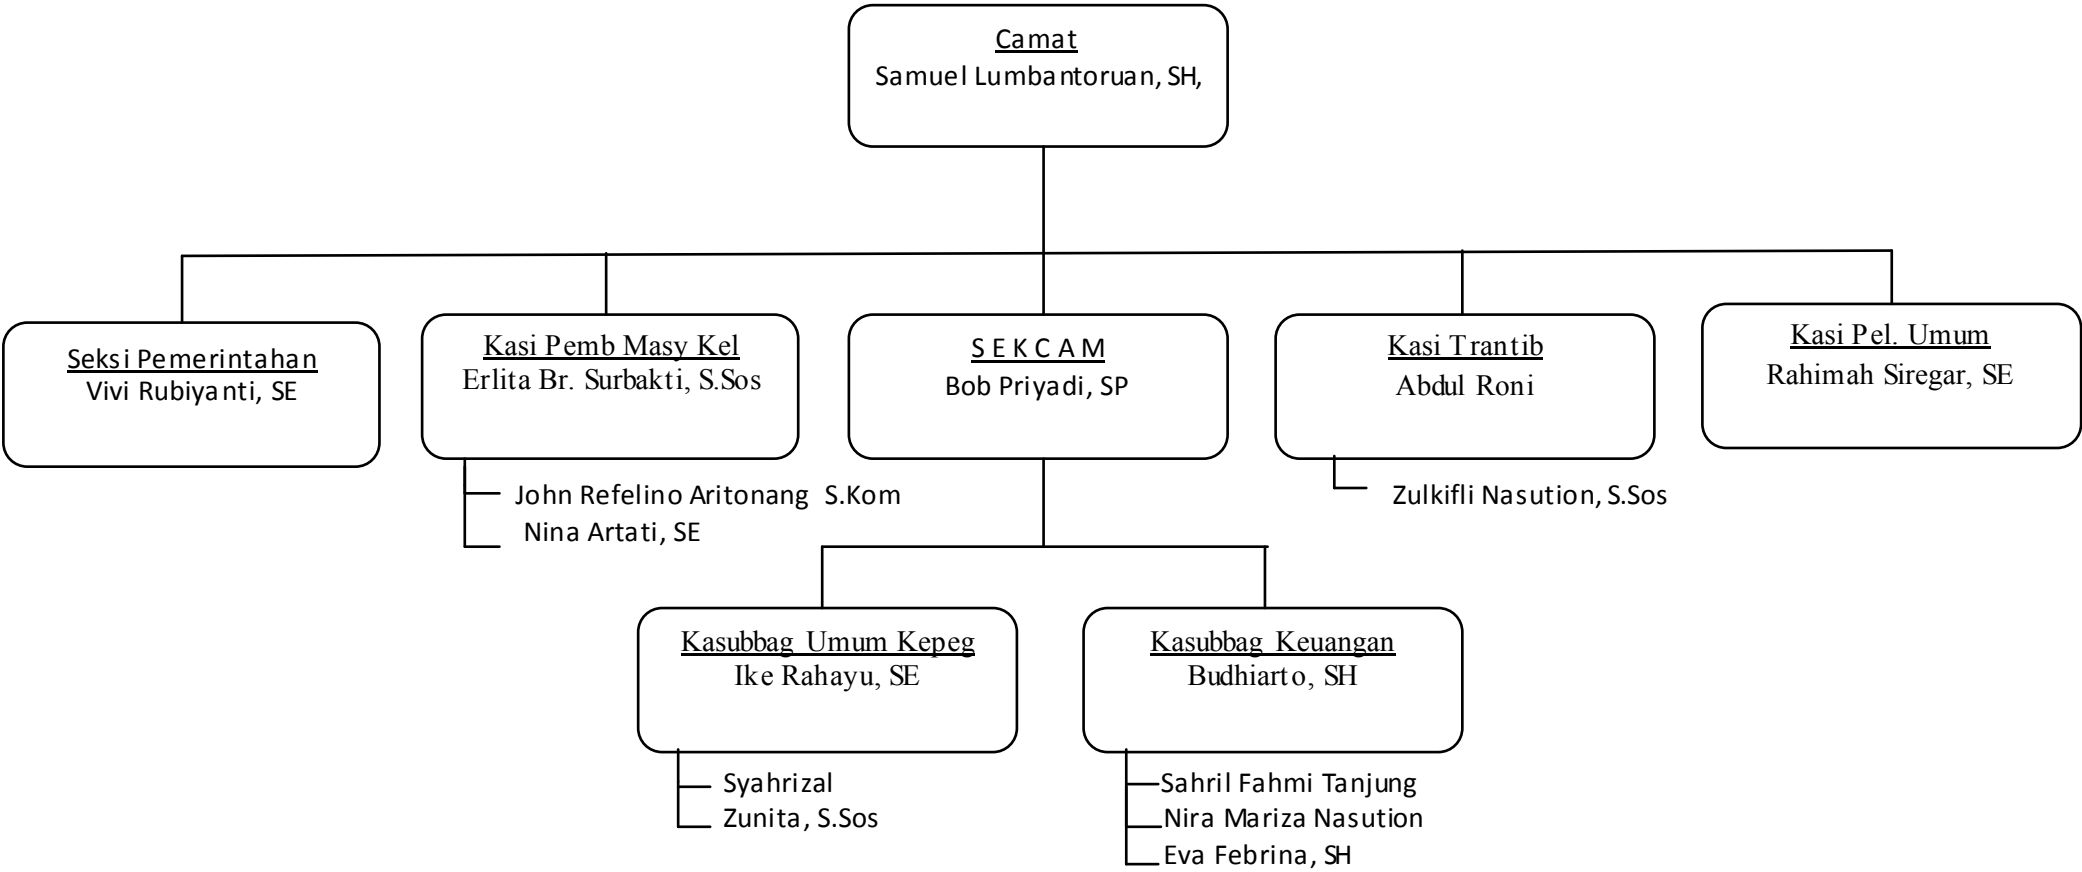 Camat
Samuel Lumbantoruan, SH,
Seksi Pemerintahan
Vivi Rubiyanti, SE
Kasi Pemb Masy Kel
Erlita Br. Surbakti, S.Sos
S E K C A M
Bob Priyadi, SP
Kasi Trantib
Abdul Roni
Kasi Pel. Umum
Rahimah Siregar, SE
John Refelino Aritonang S.Kom
Nina Artati, SE
Zulkifli Nasution, S.Sos
Kasubbag Umum Kepeg
Ike Rahayu, SE
Kasubbag Keuangan
Budhiarto, SH
Syahrizal
Zunita, S.Sos
Sahril Fahmi Tanjung
Nira Mariza Nasution
Eva Febrina, SH